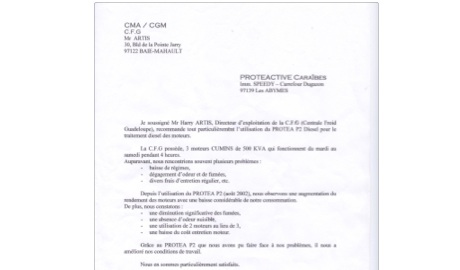 CMA / CGM
C.F.G
Mr ARTIS
30, Bld de la Pointe Jarry
97122 BAIE-MAHAULT
PROTEACTIVE CARAÏBES
Imm. SPEEDY – Carrefour Dugazon
97139 Les ABYMES
Je soussigné Mr Harry ARTIS, Directeur d'exploitation de la C.F.G (Centrale Froid
Guadeloupe), recommande tout particulièrement l'utilisation du PROTEA P2 Diesel pour le
traitement diesel des moteurs.
La C.F.G possède, 3 moteurs CUMINS de 500 KVA qui fonctionnent du mardi au
samedi pendant 4 heures.
Auparavant, nous rencontrions souvent plusieurs problèmes :
- baisse de régimes,
- dégagement d'odeur et de fumées,
- divers frais d'entretien régulier, etc.
Depuis l'utilisation du PROTEA P2 (août 2002), nous observons une augmentation du
rendement des moteurs avec une baisse considérable de notre consommation.
De plus, nous constatons :
- une diminution significative des fumées,
- une absence d'odeur nuisible,
- une utilisation de 2 moteurs au lieu de 3,
- une baisse du coût entretien moteur.
Grâce au PROTEA P2 que nous avons pu faire face à nos problèmes, il nous a
amélioré nos conditions de travail.
Nous en sommes particulièrement satisfaits.